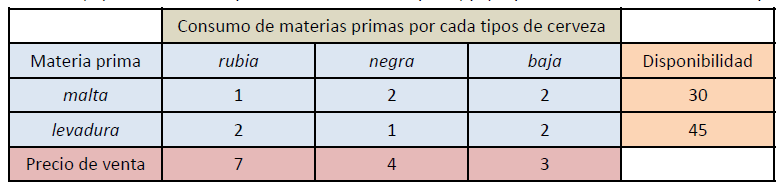 Consumo de materias primas por cada tipos de cerveza
Materia prima rubia negra baja Disponibilidad
malta 1 2 2 30
levadura 2 1 2 45
Precio de venta 7 4 3